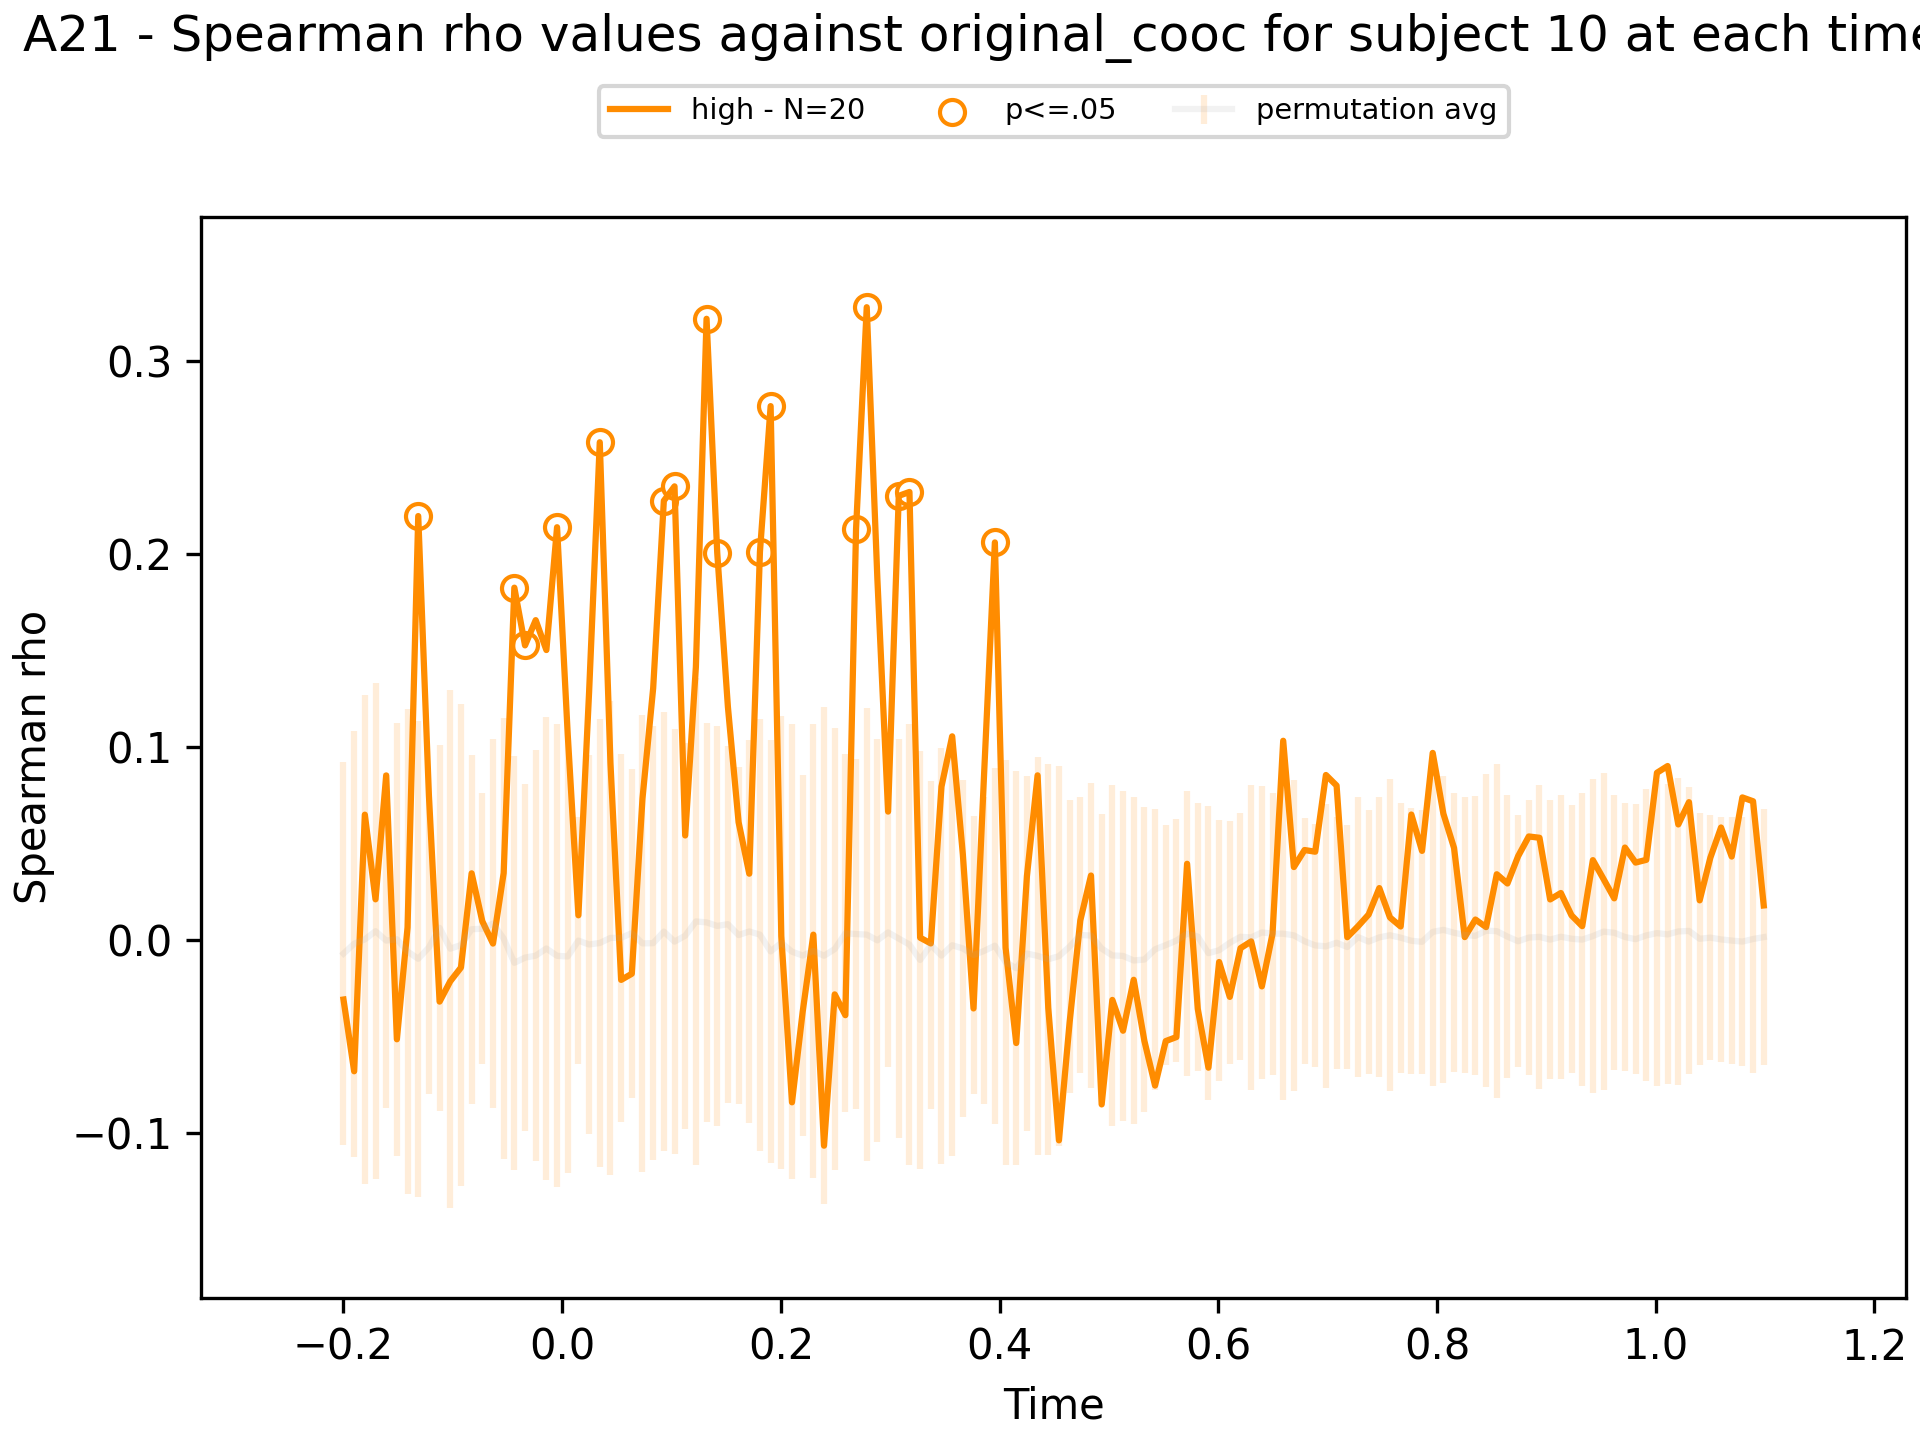 A21 - Spearman rho values against original_cooc for subject 10 at each time
high - N=20 p<=.05 permutation avg
0.3
0.2
0.1
0.0
−0.1
Spearman rho
−0.2 0.0 0.2 0.4 0.6 0.8 1.0 1.2
Time